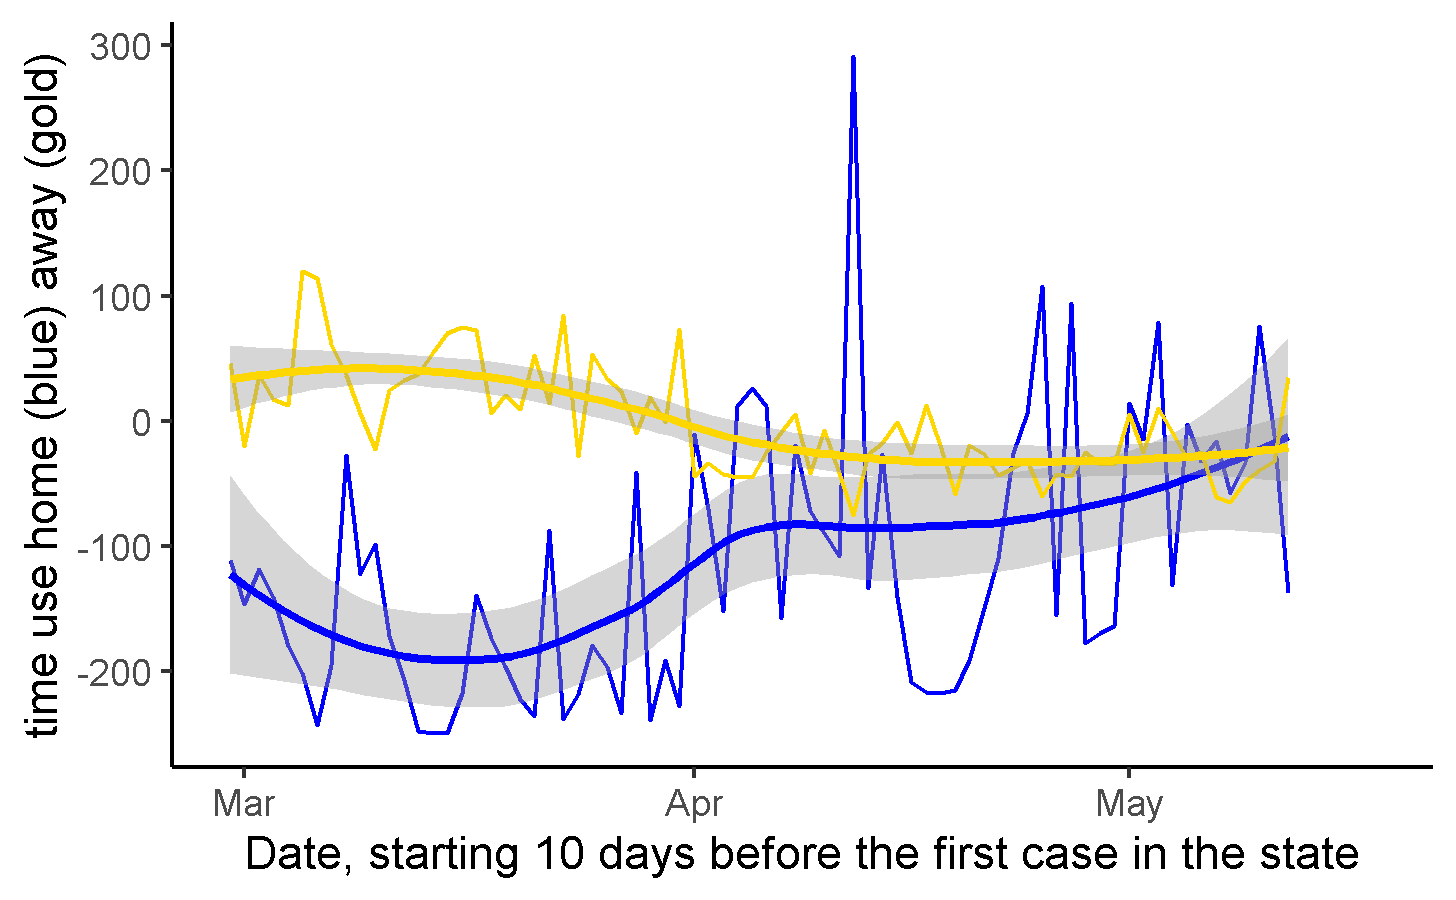 time use home (blue) away (gold)
300
200
100
0
-100
-200
Mar
Apr
May
Date, starting 10 days before the first case in the state